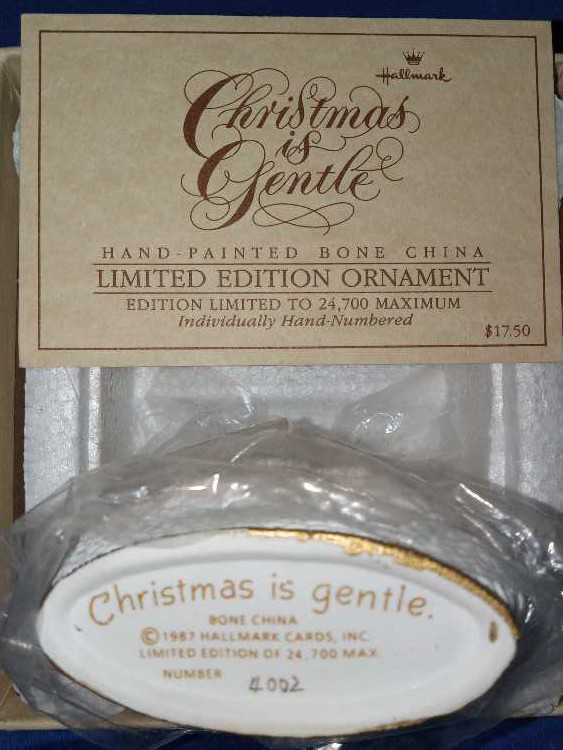 Hallmark
Christmas
is
Gentle
HAND-PAINTED BONE CHINA
LIMITED EDITION ORNAMENT
EDITION LIMITED TO 24,700 MAXIMUM
Individually Hand-Numbered
$17.50
Christmas is gentle.
BONE CHINA
© 1987 HALLMARK CARDS, INC.
LIMITED EDITION OF 24,700 MAX.
NUMBER 4002